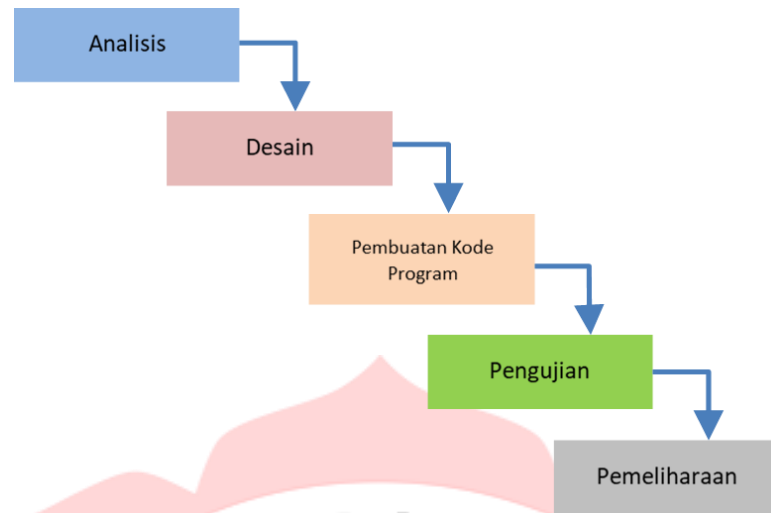 Analisis
Desain
Pembuatan Kode
Program
Pengujian
Pemeliharaan